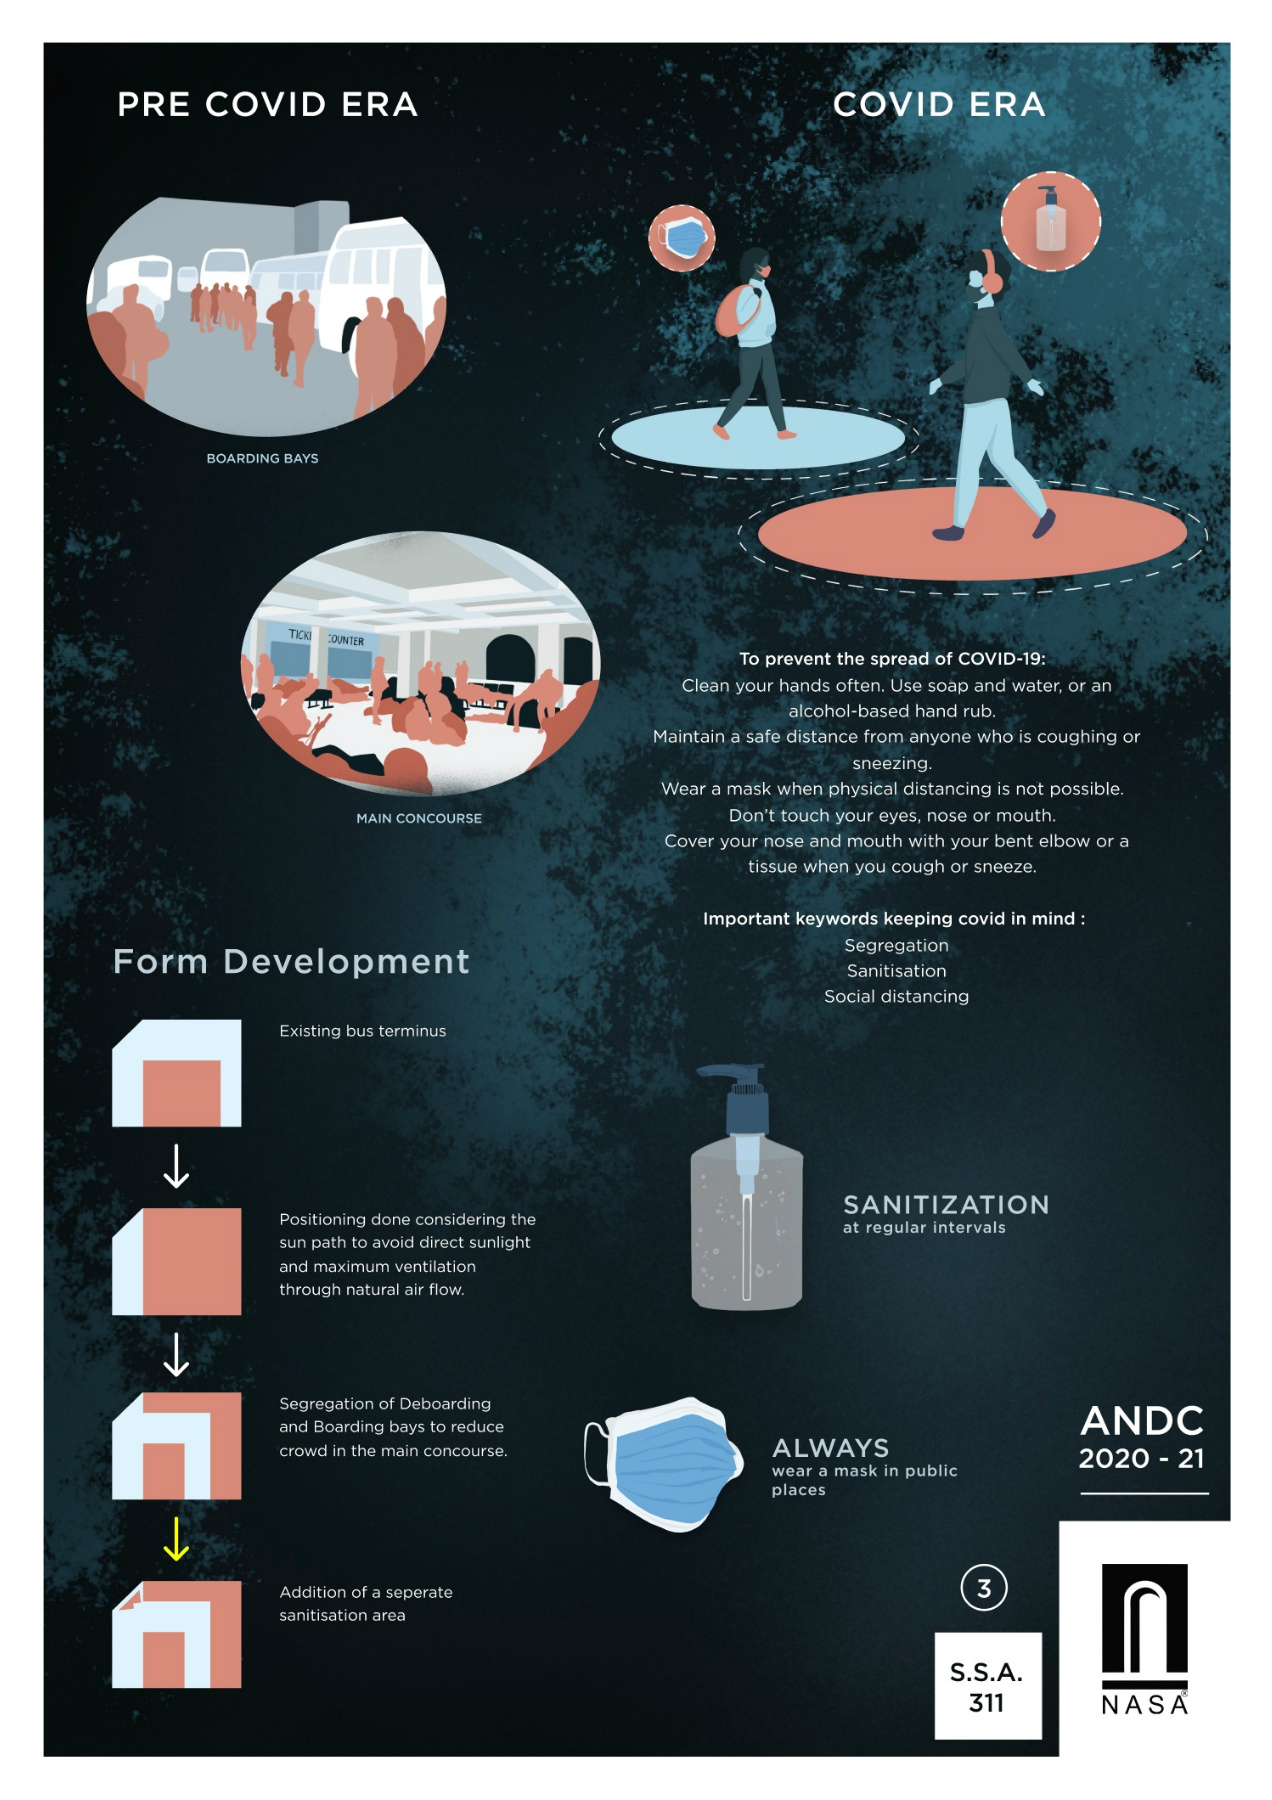 PRE COVID ERA
BOARDING BAYS
COUNTER
MAIN CONCOURSE
COVID ERA
To prevent the spread of COVID-19:
Clean your hands often. Use soap and water, or an
alcohol-based hand rub.
Maintain a safe distance from anyone who is coughing or
sneezing.
Wear a mask when physical distancing is not possible.
Don't touch your eyes, nose or mouth.
Cover your nose and mouth with your bent elbow or a
tissue when you cough or sneeze.
Important keywords keeping covid in mind :
Segregation
Sanitisation
Social distancing
Form Development
Existing bus terminus
Positioning done considering the
sun path to avoid direct sunlight
and maximum ventilation
through natural air flow.
Segregation of Deboarding
and Boarding bays to reduce
crowd in the main concourse.
Addition of a seperate
sanitisation area
SANITIZATION
at regular intervals
ALWAYS
wear a mask in public
places
ANDC
2020 - 21
3
S.S.A.
311
NASA®